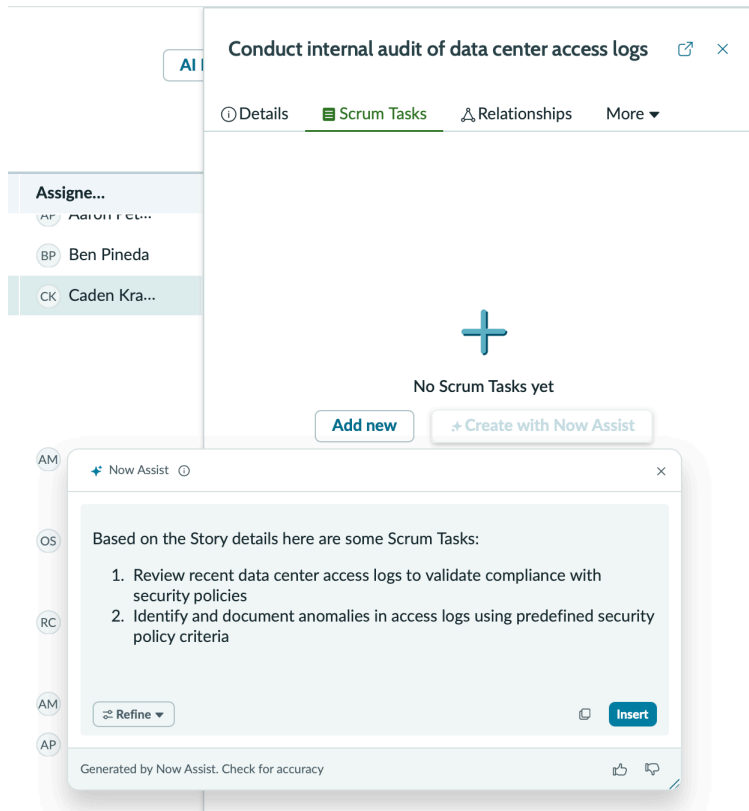 Conduct internal audit of data center access logs
AI
Details
Scrum Tasks
Relationships
More
Assigne...
AP Aaron Pet...
BP Ben Pineda
CK Caden Kra...
No Scrum Tasks yet
Add new
Create with Now Assist
AM
Now Assist
OS
Based on the Story details here are some Scrum Tasks:
1. Review recent data center access logs to validate compliance with
security policies
2. Identify and document anomalies in access logs using predefined security
policy criteria
RC
AM
Refine
Insert
AP
Generated by Now Assist. Check for accuracy